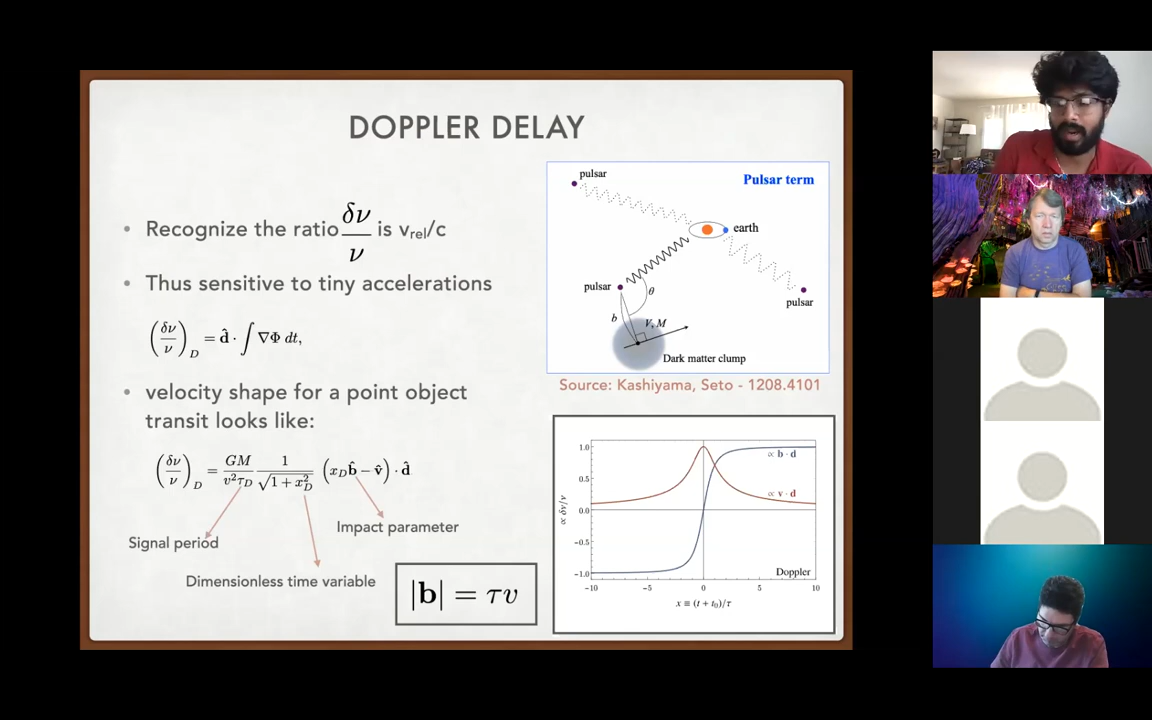 DOPPLER DELAY
• Recognize the ratio δν/ν is v_rel/c
• Thus sensitive to tiny accelerations
(δν/ν)_D = d̂ · ∫ ∇Φ dt,
• velocity shape for a point object
transit looks like:
(δν/ν)_D = GM/(v²τ_D) 1/√(1+x_D²) (x_D b̂ − v̂) · d̂
Impact parameter
Signal period
Dimensionless time variable
|b| = τv
pulsar
Pulsar term
earth
pulsar
θ
pulsar
b
V, M
Dark matter clump
Source: Kashiyama, Seto - 1208.4101
1.0
∝ b · d
0.5
∝ v · d
∝ δν/ν
0.0
−0.5
−1.0
Doppler
−10 −5 0 5 10
x ≡ (t + t₀)/τ